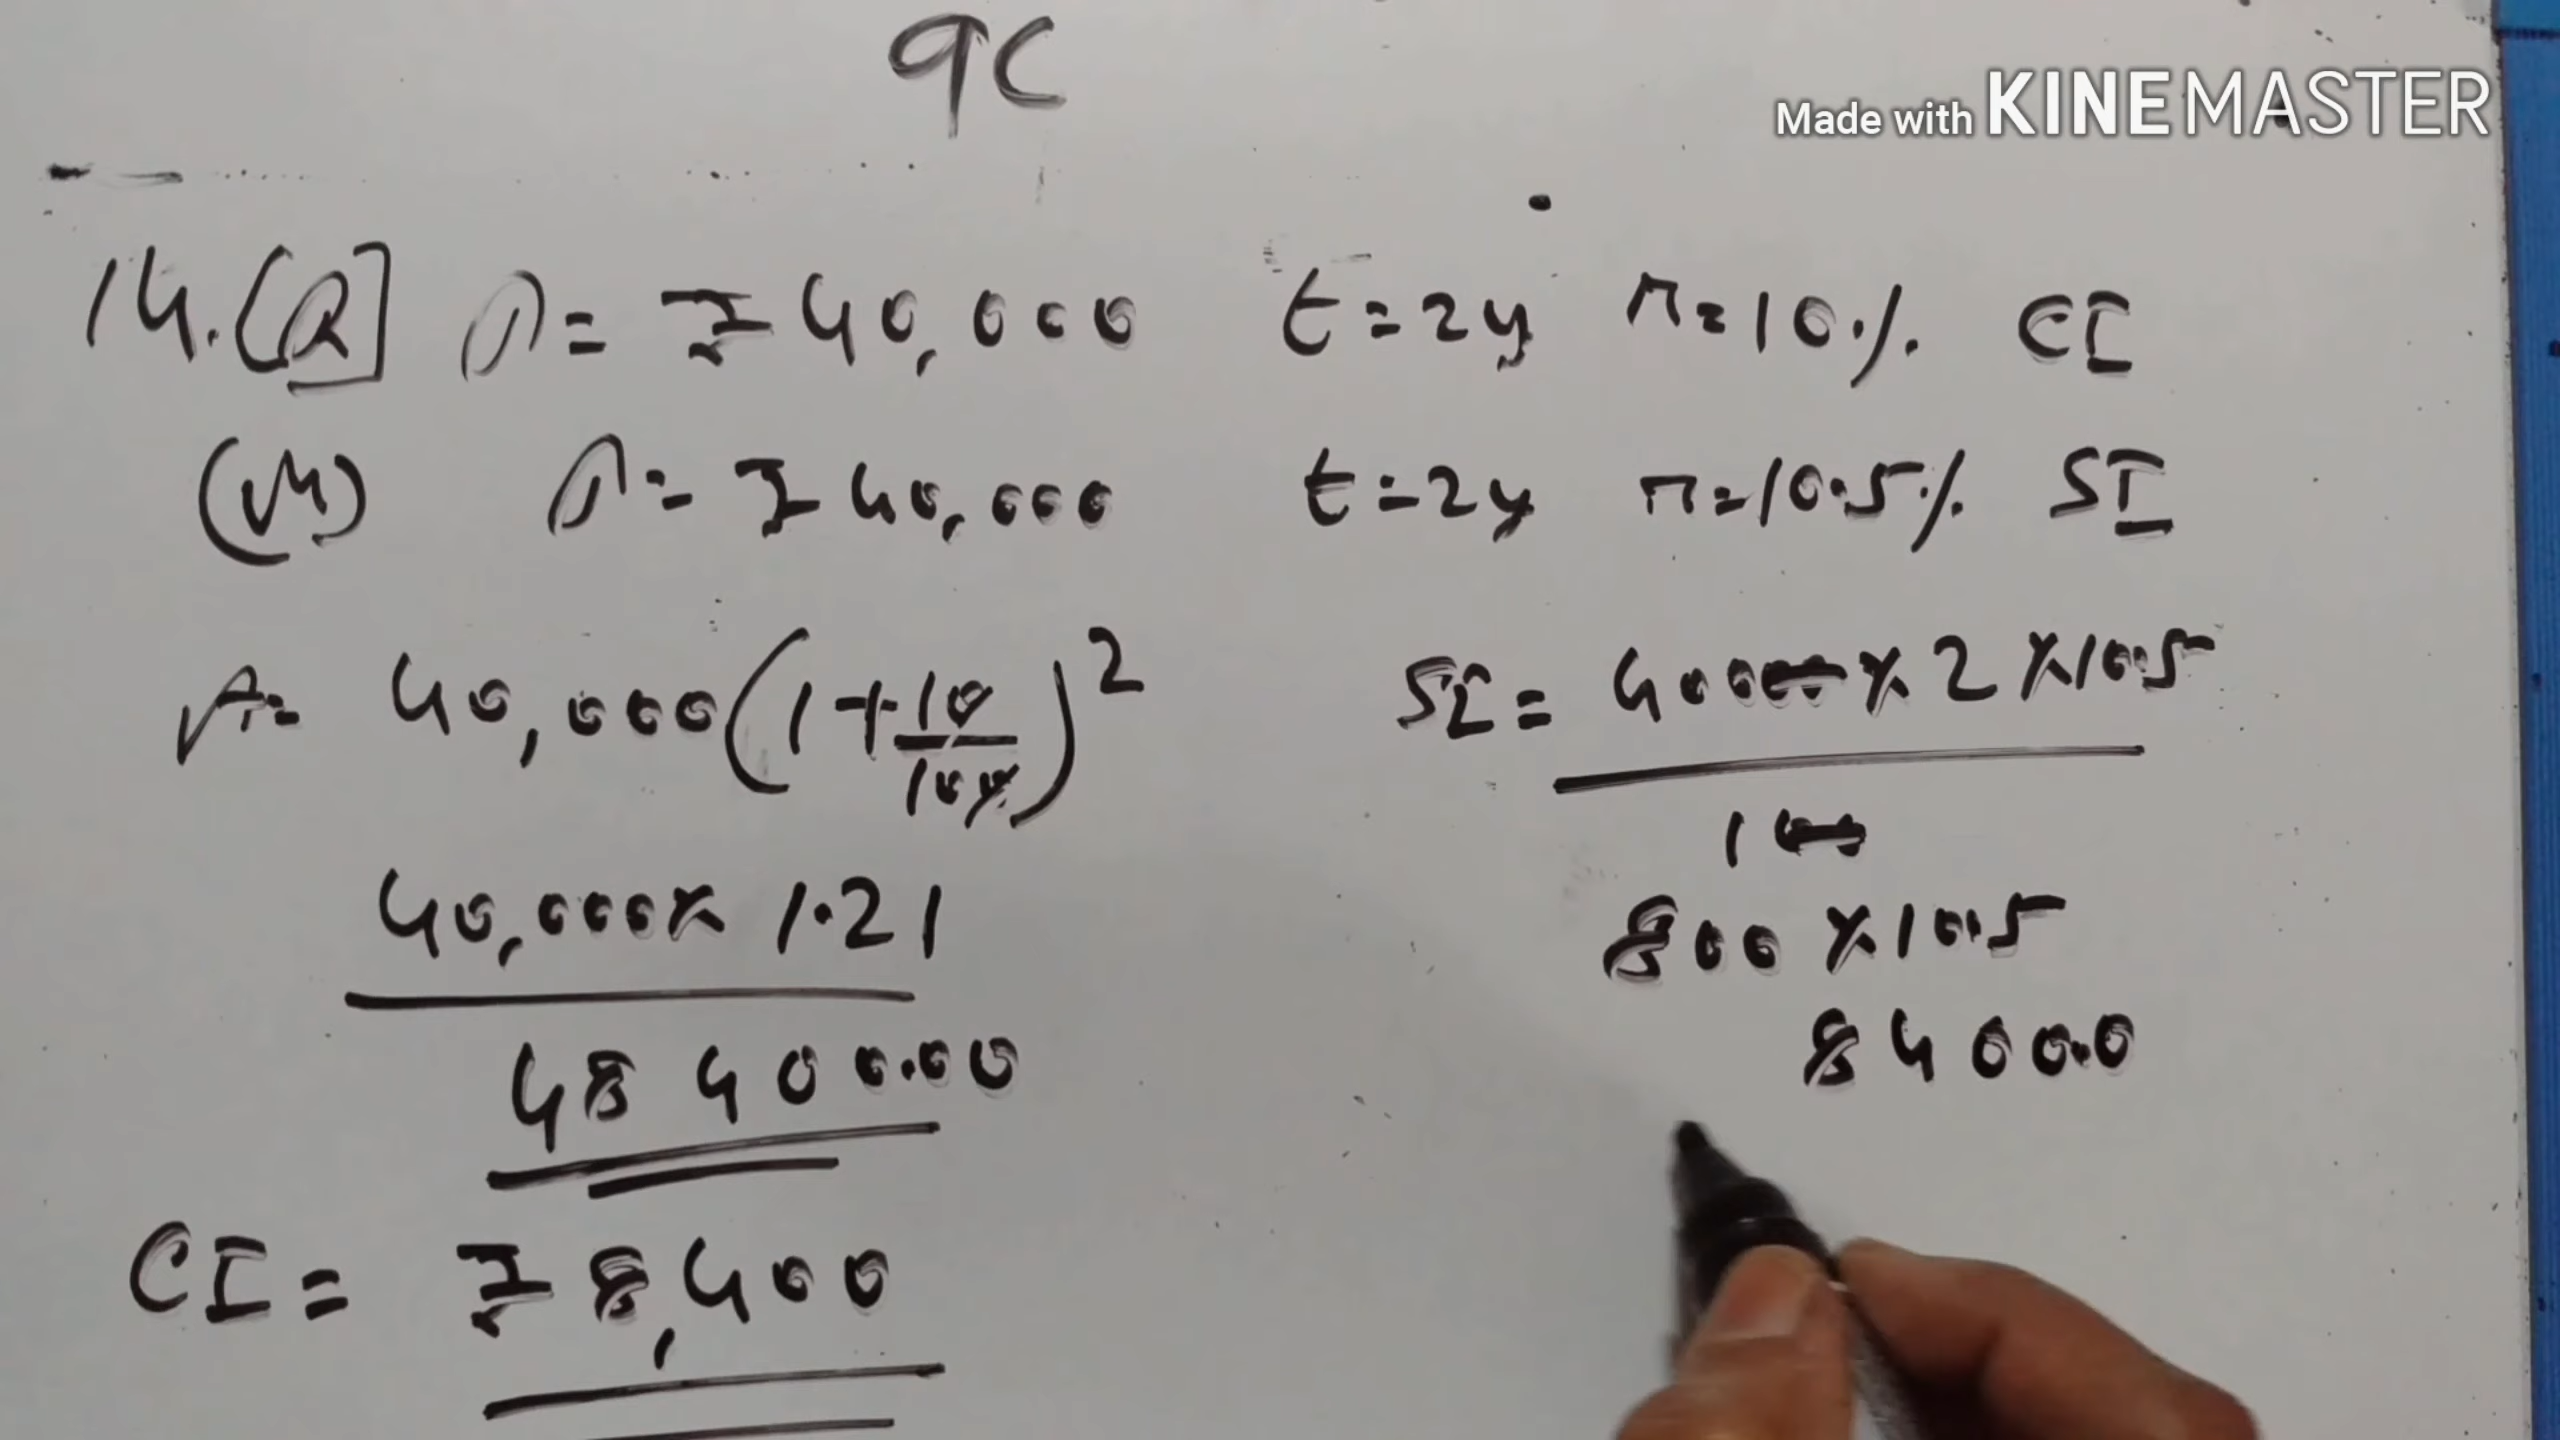 9C
Made with KINEMASTER
14. (R] P = ₹ 40,000 t = 2y r = 10% CI
(M) P = ₹ 40,000 t = 2y r = 10.5% SI
A = 40,000 (1 + 10/100)²
40,000 x 1.21
48400.00
CI = ₹ 8,400
SI = 40000 x 2 x 10.5
100
800 x 10.5
8400.0